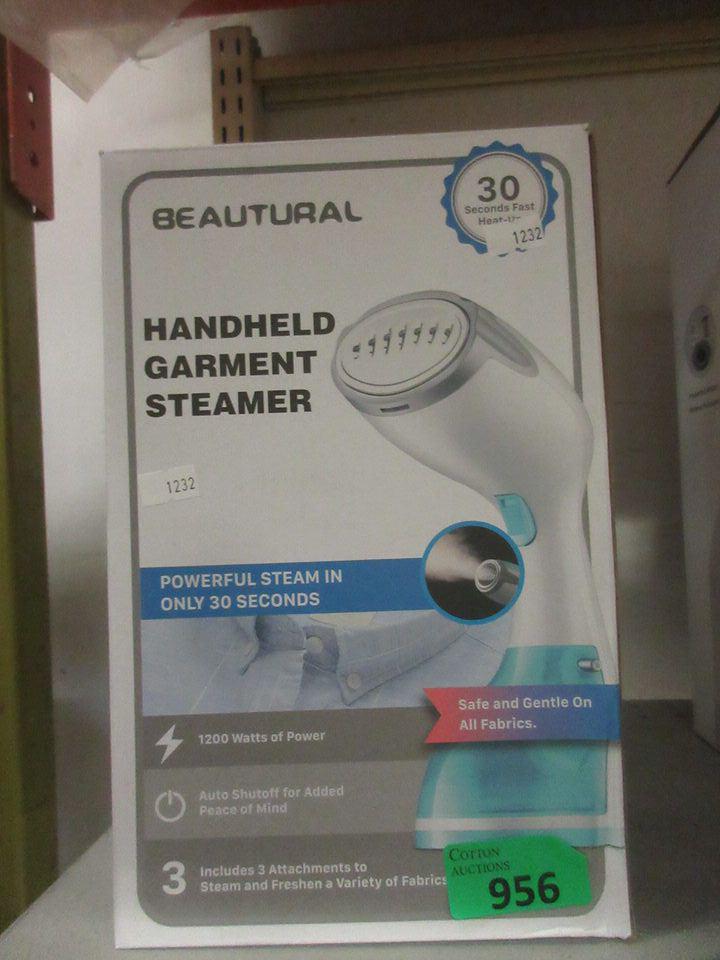 BEAUTURAL
30
Seconds Fast
1232
HANDHELD
GARMENT
STEAMER
1232
POWERFUL STEAM IN
ONLY 30 SECONDS
Safe and Gentle On
All Fabrics.
1200 Watts of Power
Auto Shutoff for Added
Peace of Mind
3
Includes 3 Attachments to
Steam and Freshen a Variety of Fabrics
COTTON
AUCTIONS
956